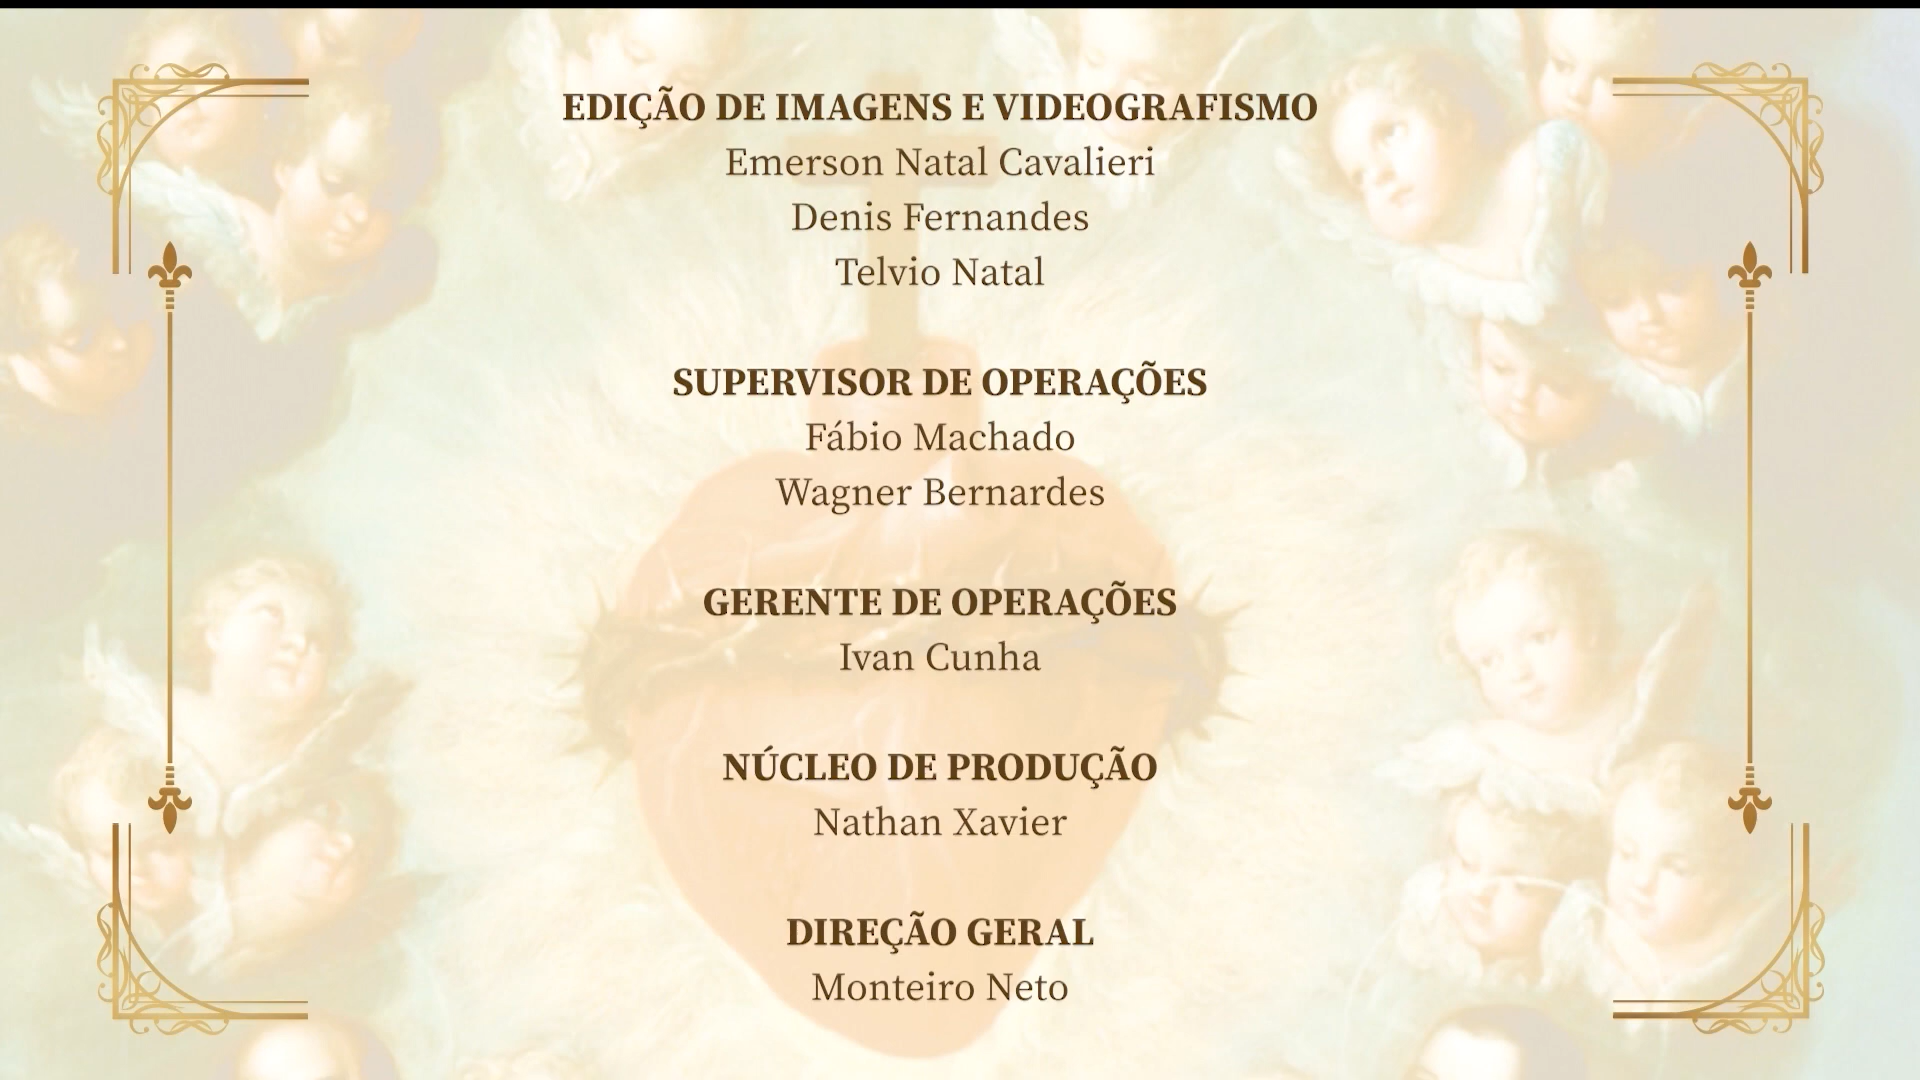 EDIÇÃO DE IMAGENS E VIDEOGRAFISMO
Emerson Natal Cavalieri
Denis Fernandes
Telvio Natal
SUPERVISOR DE OPERAÇÕES
Fábio Machado
Wagner Bernardes
GERENTE DE OPERAÇÕES
Ivan Cunha
NÚCLEO DE PRODUÇÃO
Nathan Xavier
DIREÇÃO GERAL
Monteiro Neto